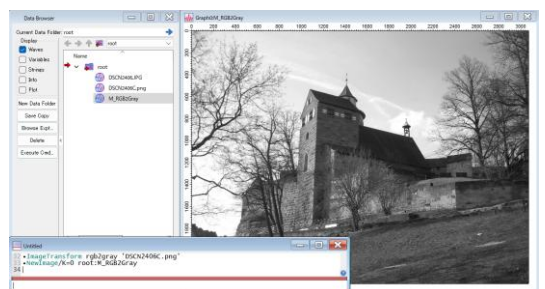 Data Browser
Current Data Folder: root
Display
Waves
Variables
Strings
Info
Plot
New Data Folder
Save Copy
Browse Expt...
Delete
Execute Cmd...
root
Name
root
DSCN2406.JPG
DSCN2406C.png
M_RGB2Gray
Graph0:M_RGB2Gray
0 200 400 600 800 1000 1200 1400 1600 1800 2000 2200 2400 2600 2800 3000
Untitled
•ImageTransform rgb2gray 'DSCN2406C.png'
•NewImage/K=0 root:M_RGB2Gray
34